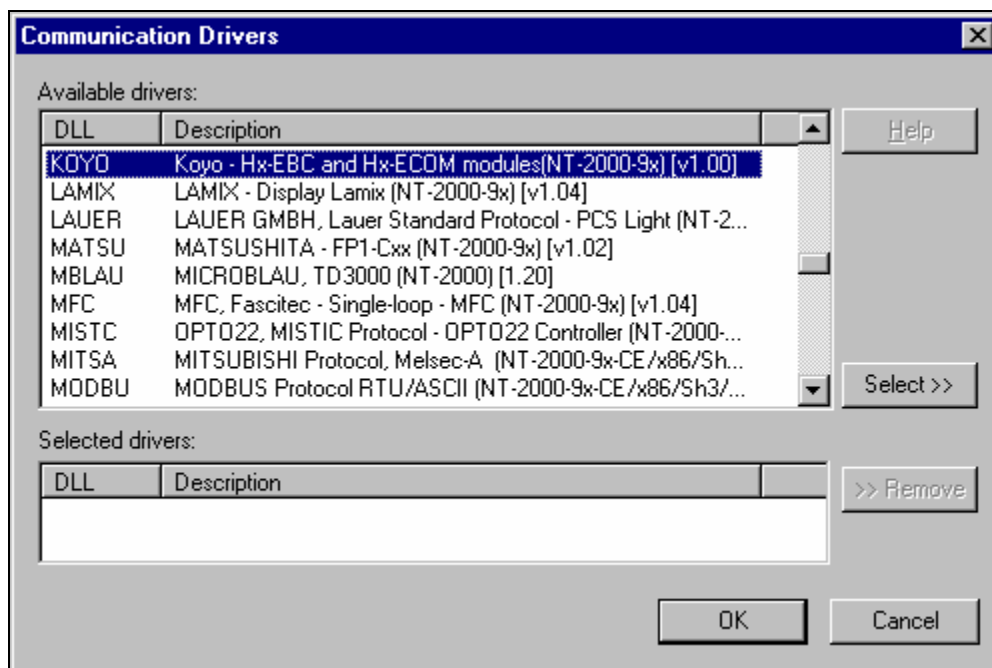 Communication Drivers
Available drivers:
DLL Description
KOYO Koyo - Hx-EBC and Hx-ECOM modules(NT-2000-9x) [v1.00]
LAMIX LAMIX - Display Lamix (NT-2000-9x) [v1.04]
LAUER LAUER GMBH, Lauer Standard Protocol - PCS Light (NT-2...
MATSU MATSUSHITA - FP1-Cxx (NT-2000-9x) [v1.02]
MBLAU MICROBLAU, TD3000 (NT-2000) [1.20]
MFC MFC, Fascitec - Single-loop - MFC (NT-2000-9x) [v1.04]
MISTC OPTO22, MISTIC Protocol - OPTO22 Controller (NT-2000-...
MITSA MITSUBISHI Protocol, Melsec-A (NT-2000-9x-CE/x86/Sh...
MODBU MODBUS Protocol RTU/ASCII (NT-2000-9x-CE/x86/Sh3/...
Help
Select >>
Selected drivers:
DLL Description
>> Remove
OK Cancel